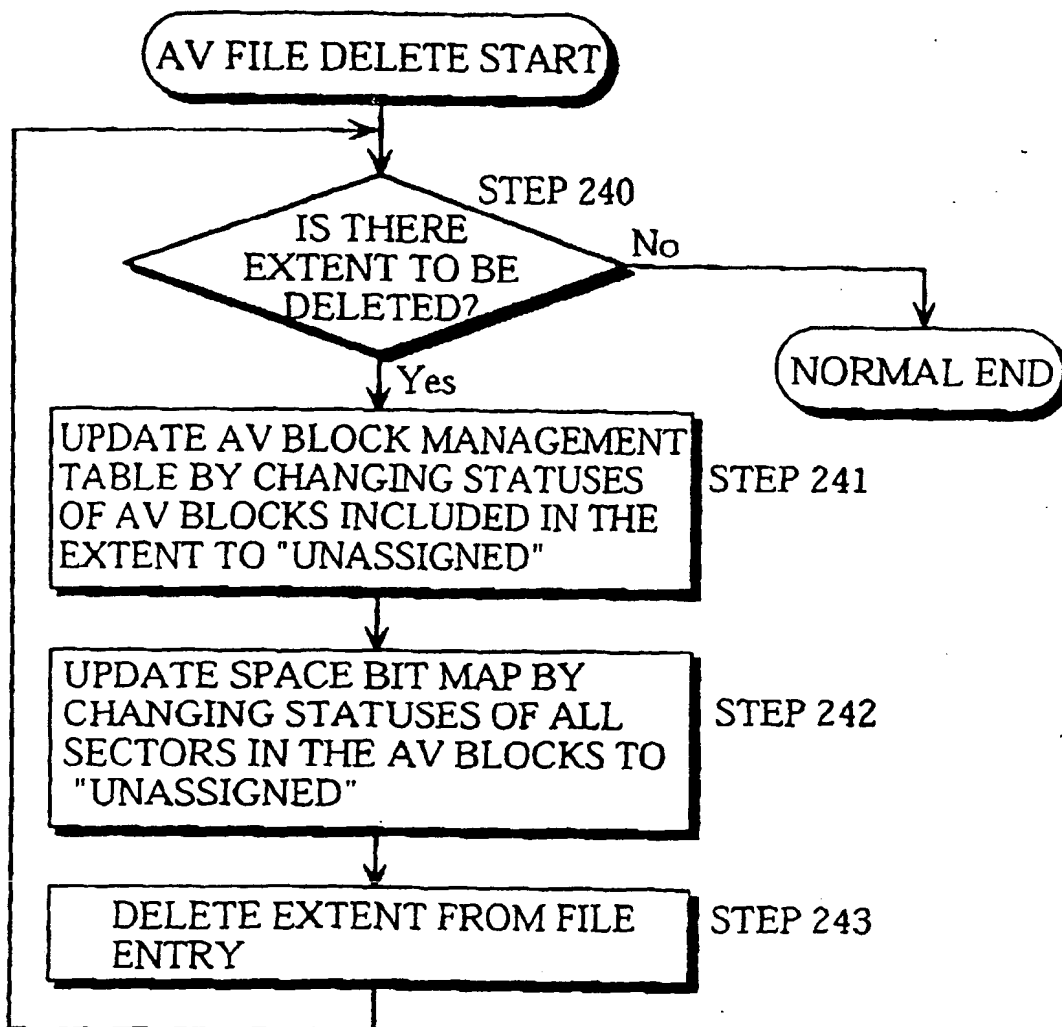 AV FILE DELETE START
STEP 240
IS THERE
EXTENT TO BE
DELETED?
No
NORMAL END
Yes
UPDATE AV BLOCK MANAGEMENT
TABLE BY CHANGING STATUSES
OF AV BLOCKS INCLUDED IN THE
EXTENT TO "UNASSIGNED"
STEP 241
UPDATE SPACE BIT MAP BY
CHANGING STATUSES OF ALL
SECTORS IN THE AV BLOCKS TO
"UNASSIGNED"
STEP 242
DELETE EXTENT FROM FILE
ENTRY
STEP 243